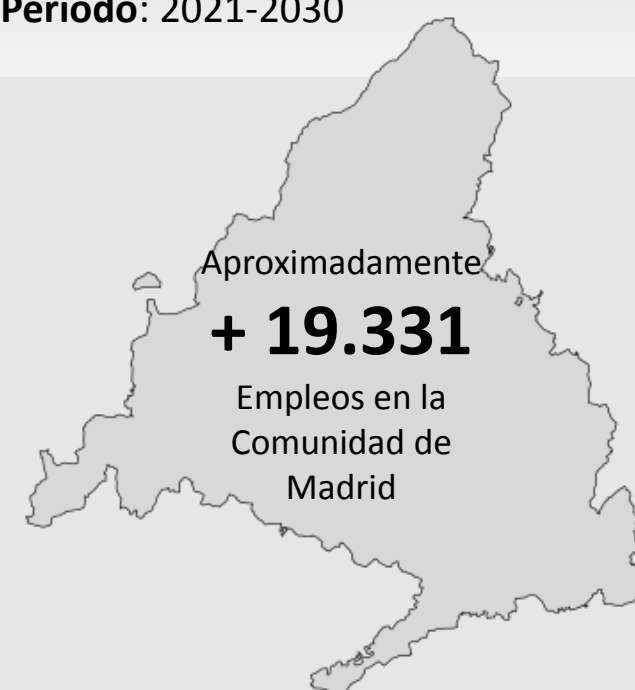 Periodo: 2021-2030
Aproximadamente
+ 19.331
Empleos en la
Comunidad de
Madrid